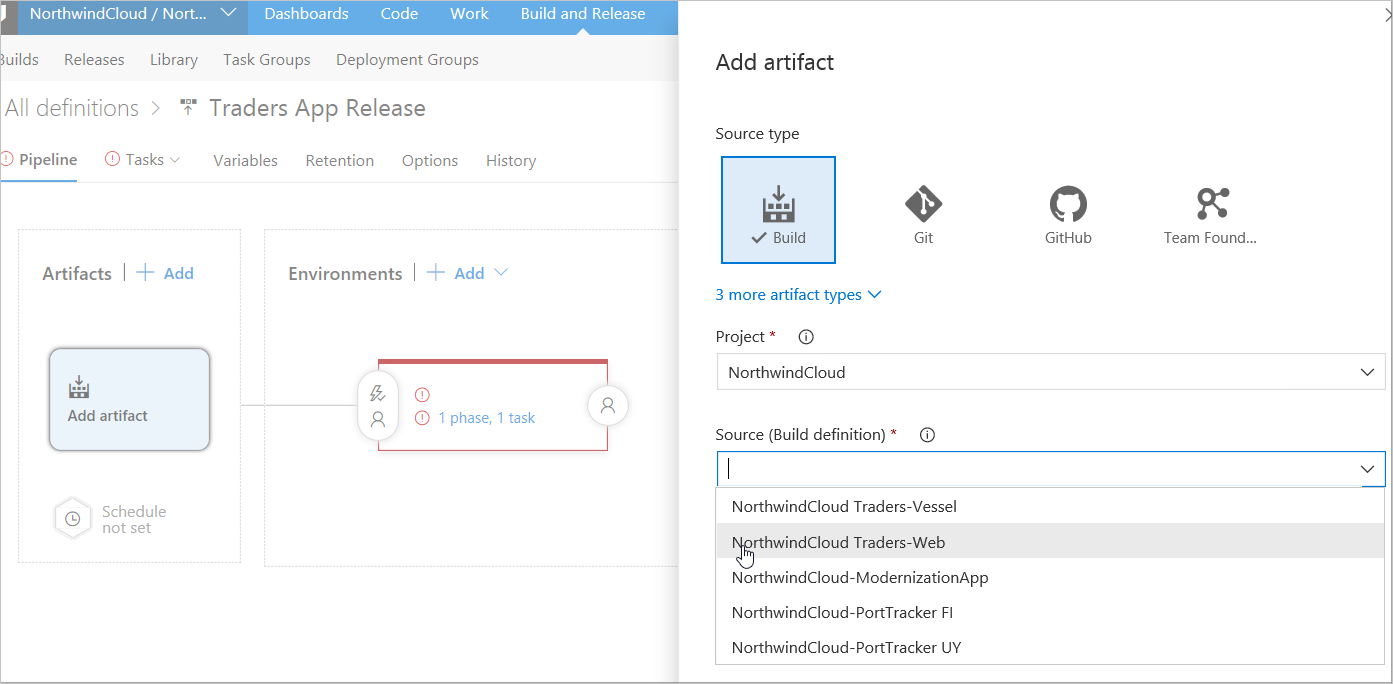 NorthwindCloud / Nort... Dashboards Code Work Build and Release
Builds Releases Library Task Groups Deployment Groups
All definitions > Traders App Release
Pipeline Tasks Variables Retention Options History
Artifacts | + Add
Environments | + Add
Add artifact
1 phase, 1 task
Schedule
not set
Add artifact
Source type
Build
Git
GitHub
Team Found...
3 more artifact types
Project *
NorthwindCloud
Source (Build definition) *
NorthwindCloud Traders-Vessel
NorthwindCloud Traders-Web
NorthwindCloud-ModernizationApp
NorthwindCloud-PortTracker FI
NorthwindCloud-PortTracker UY